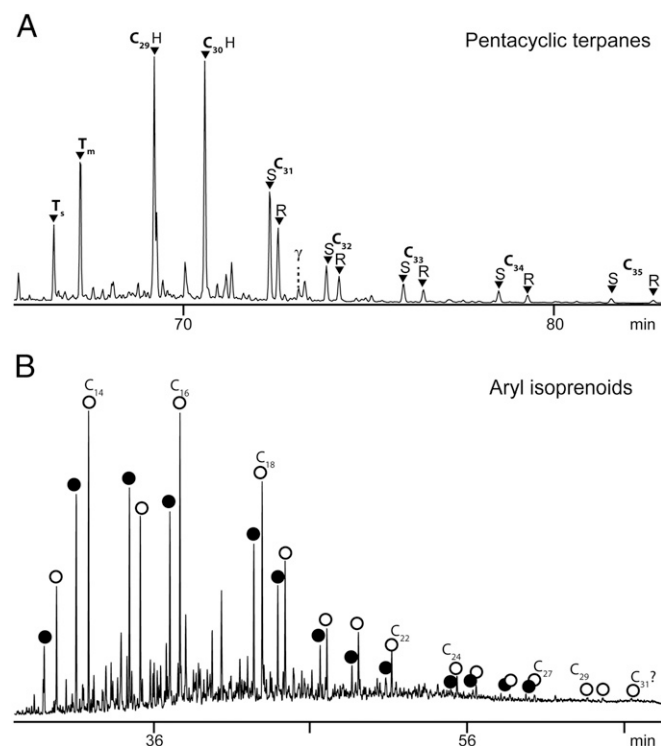 A
Pentacyclic terpanes
C29H
C30H
Tm
Ts
S C31
R
γ
S C32
R
S C33
R
S C34
R
S C35
R
70
80
min
B
Aryl isoprenoids
C14
C16
C18
C22
C24
C27
C29
C31?
36
56
min